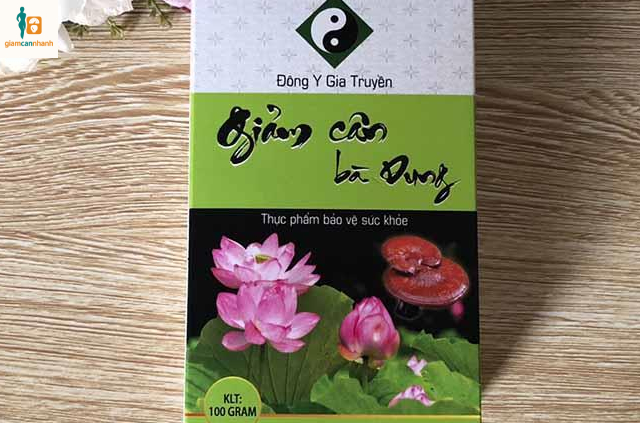 giamcannhanh
Đông Y Gia Truyền
Giảm cân
bà Dung
Thực phẩm bảo vệ sức khỏe
KLT:
100 GRAM